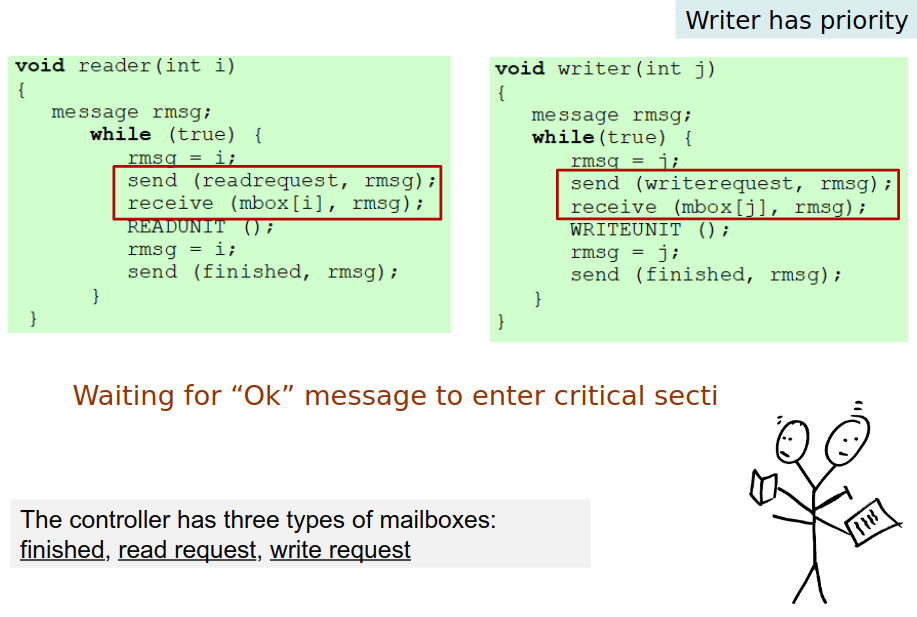 Writer has priority
void reader(int i)
{
message rmsg;
while (true) {
rmsg = i;
send (readrequest, rmsg);
receive (mbox[i], rmsg);
READUNIT ();
rmsg = i;
send (finished, rmsg);
}
}
void writer(int j)
{
message rmsg;
while(true) {
rmsg = j;
send (writerequest, rmsg);
receive (mbox[j], rmsg);
WRITEUNIT ();
rmsg = j;
send (finished, rmsg);
}
}
Waiting for “Ok” message to enter critical secti
The controller has three types of mailboxes:
finished, read request, write request